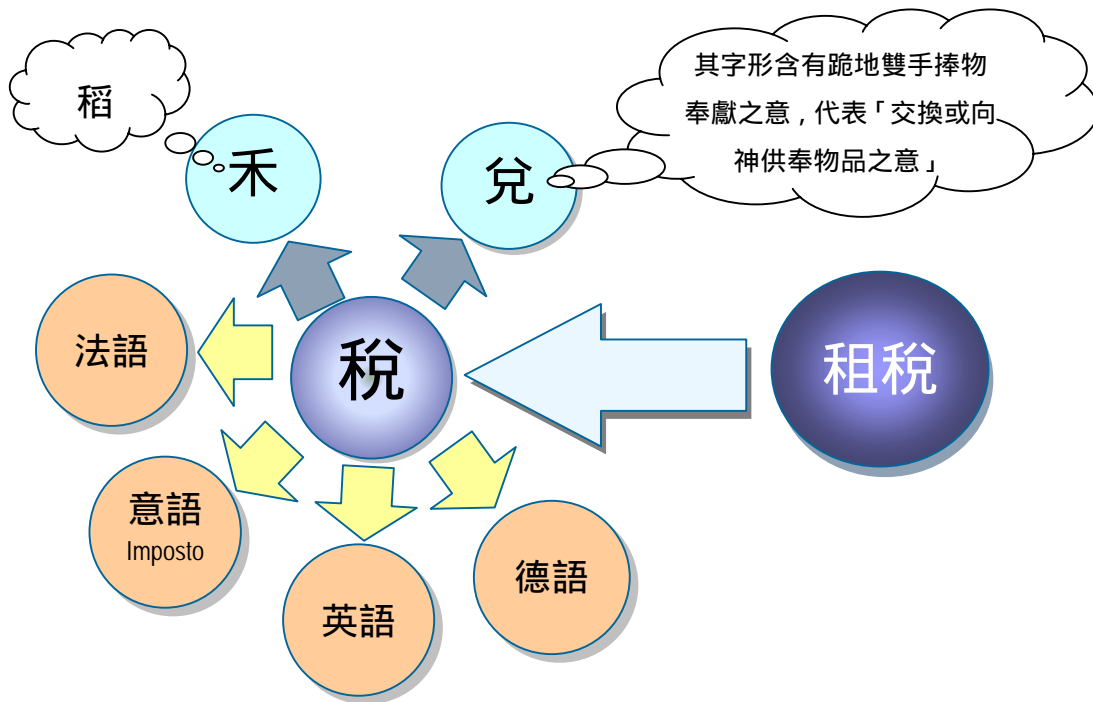 稻
禾
兌
其字形含有跪地雙手捧物
奉獻之意，代表「交換或向
神供奉物品之意」
法語
稅
租稅
意語
Imposto
英語
德語